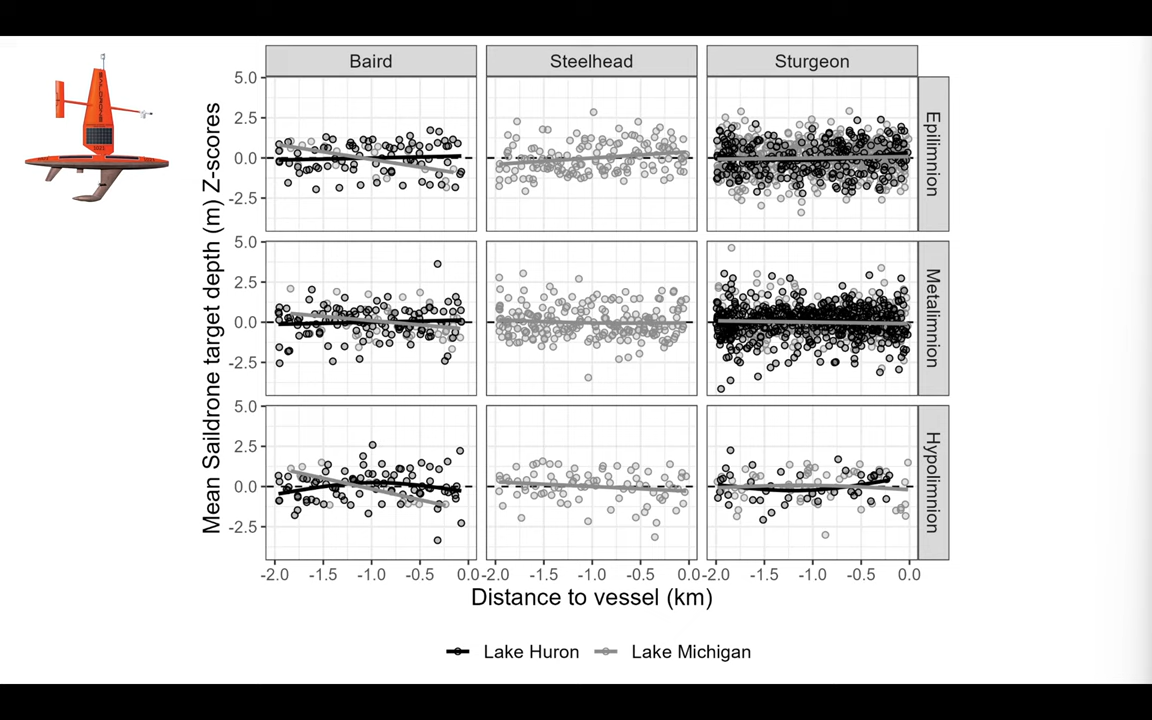 Baird Steelhead Sturgeon
SAILDRONE
Mean Saildrone target depth (m) Z-scores
5.0
2.5
0.0
-2.5
Epilimnion
5.0
2.5
0.0
-2.5
Metalimnion
5.0
2.5
0.0
-2.5
Hypolimnion
-2.0 -1.5 -1.0 -0.5 0.0 -2.0 -1.5 -1.0 -0.5 0.0 -2.0 -1.5 -1.0 -0.5 0.0
Distance to vessel (km)
Lake Huron Lake Michigan